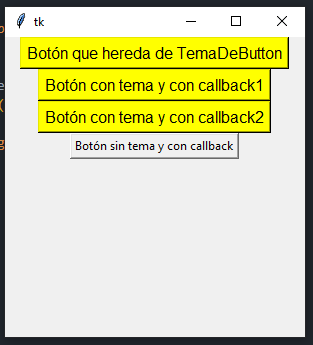 tk
Botón que hereda de TemaDeButton
Botón con tema y con callback1
Botón con tema y con callback2
Botón sin tema y con callback